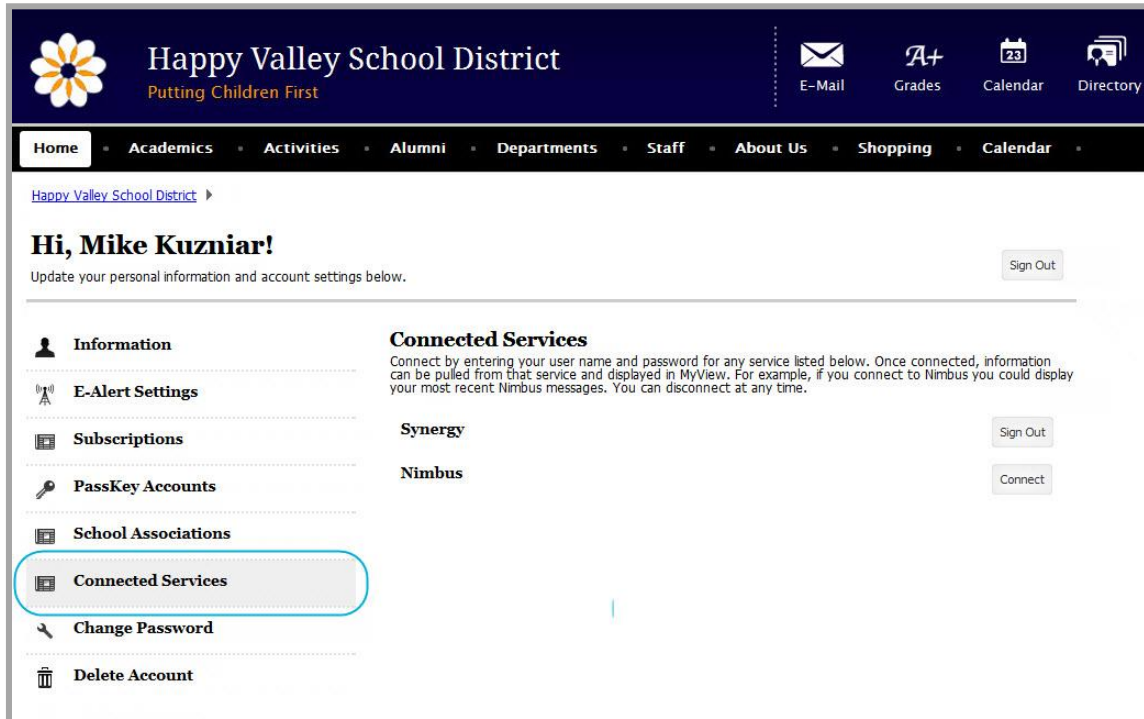 Happy Valley School District
Putting Children First
E-Mail
A+
Grades
23
Calendar
Directory
Home Academics Activities Alumni Departments Staff About Us Shopping Calendar
Happy Valley School District
Hi, Mike Kuzniar!
Update your personal information and account settings below.
Sign Out
Information
E-Alert Settings
Subscriptions
PassKey Accounts
School Associations
Connected Services
Change Password
Delete Account
Connected Services
Connect by entering your user name and password for any service listed below. Once connected, information
can be pulled from that service and displayed in MyView. For example, if you connect to Nimbus you could display
your most recent Nimbus messages. You can disconnect at any time.
Synergy
Sign Out
Nimbus
Connect